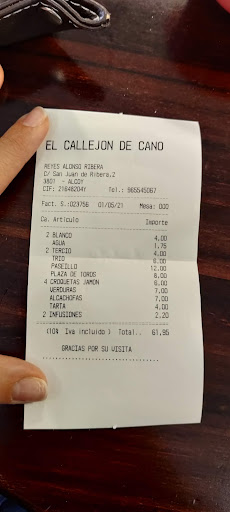 EL CALLEJON DE CANO
REYES ALONSO RIBERA
C/ San Juan de Ribera,2
3801 - ALCOY
CIF: 21648204Y Tel.: 965545067
Fact. S.:023756 01/05/21 Mesa: 000
Ca. Artículo Importe
2 BLANCO 4,00
AGUA 1,75
2 TERCIO 4,00
TRIO 6,00
PASEILLO 12,00
PLAZA DE TOROS 8,00
4 CROQUETAS JAMON 6,00
VERDURAS 7,00
ALCACHOFAS 7,00
TARTA 4,00
2 INFUSIONES 2,20
(10% Iva incluido ) Total.. 61,95
GRACIAS POR SU VISITA